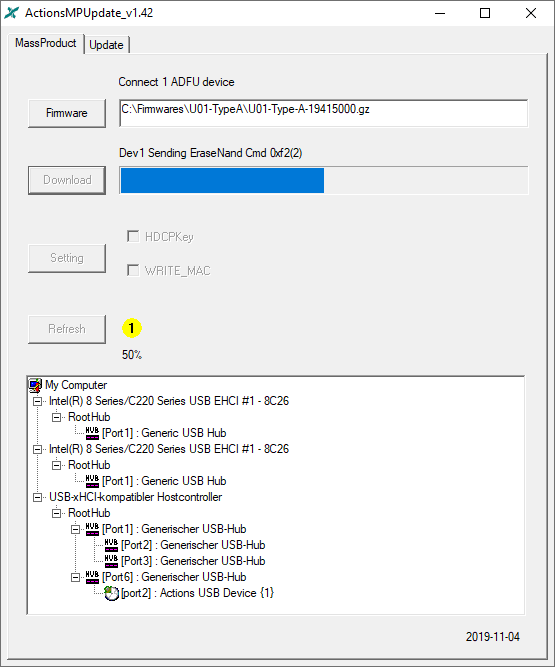 ActionsMPUpdate_v1.42
MassProduct
Update
Connect 1 ADFU device
Firmware
C:\Firmwares\U01-TypeA\U01-Type-A-19415000.gz
Dev1 Sending EraseNand Cmd 0xf2(2)
Download
Setting
HDCPKey
WRITE_MAC
Refresh
1
50%
My Computer
Intel(R) 8 Series/C220 Series USB EHCI #1 - 8C26
RootHub
HUB [Port1] : Generic USB Hub
Intel(R) 8 Series/C220 Series USB EHCI #1 - 8C26
RootHub
HUB [Port1] : Generic USB Hub
USB-xHCI-kompatibler Hostcontroller
RootHub
HUB [Port1] : Generischer USB-Hub
HUB [Port2] : Generischer USB-Hub
HUB [Port3] : Generischer USB-Hub
HUB [Port6] : Generischer USB-Hub
[port2] : Actions USB Device {1}
2019-11-04